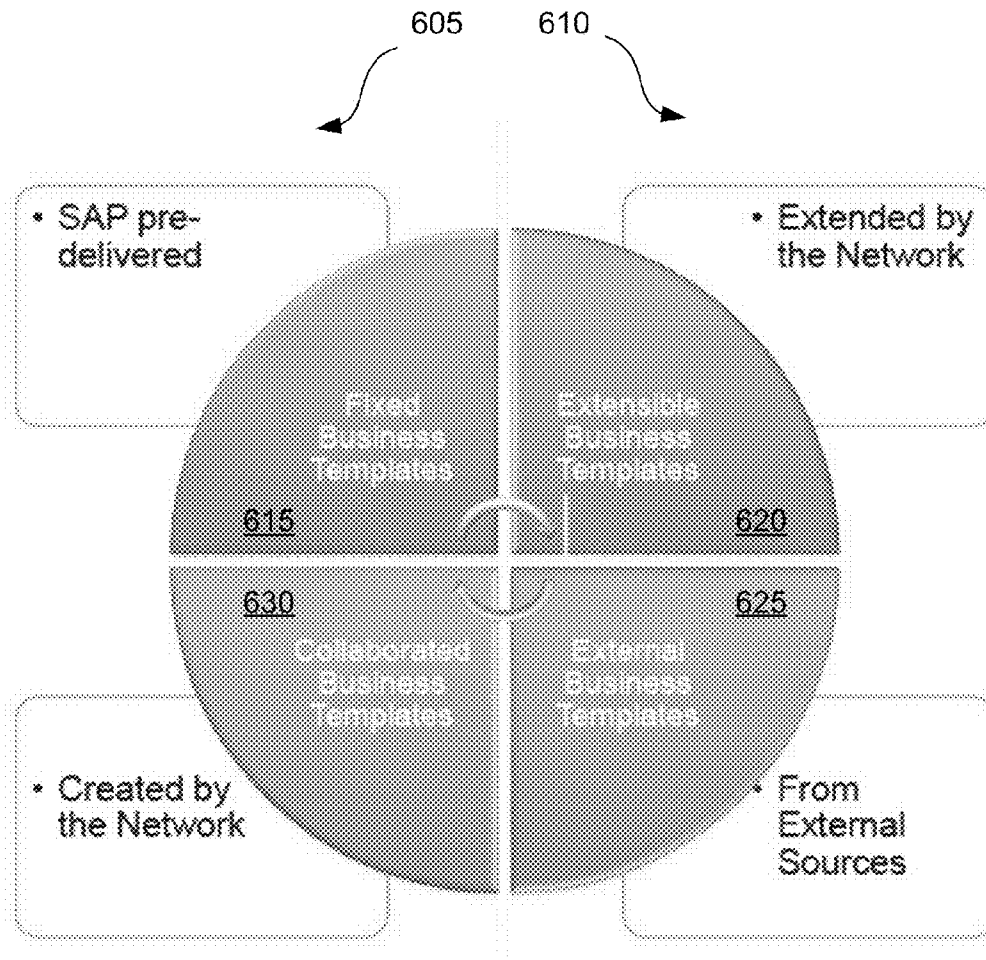 605 610
• SAP pre-
delivered
• Extended by
the Network
Fixed
Business
Templates
Extensible
Business
Templates
615
620
630
625
Collaborated
Business
Templates
External
Business
Templates
• Created by
the Network
• From
External
Sources